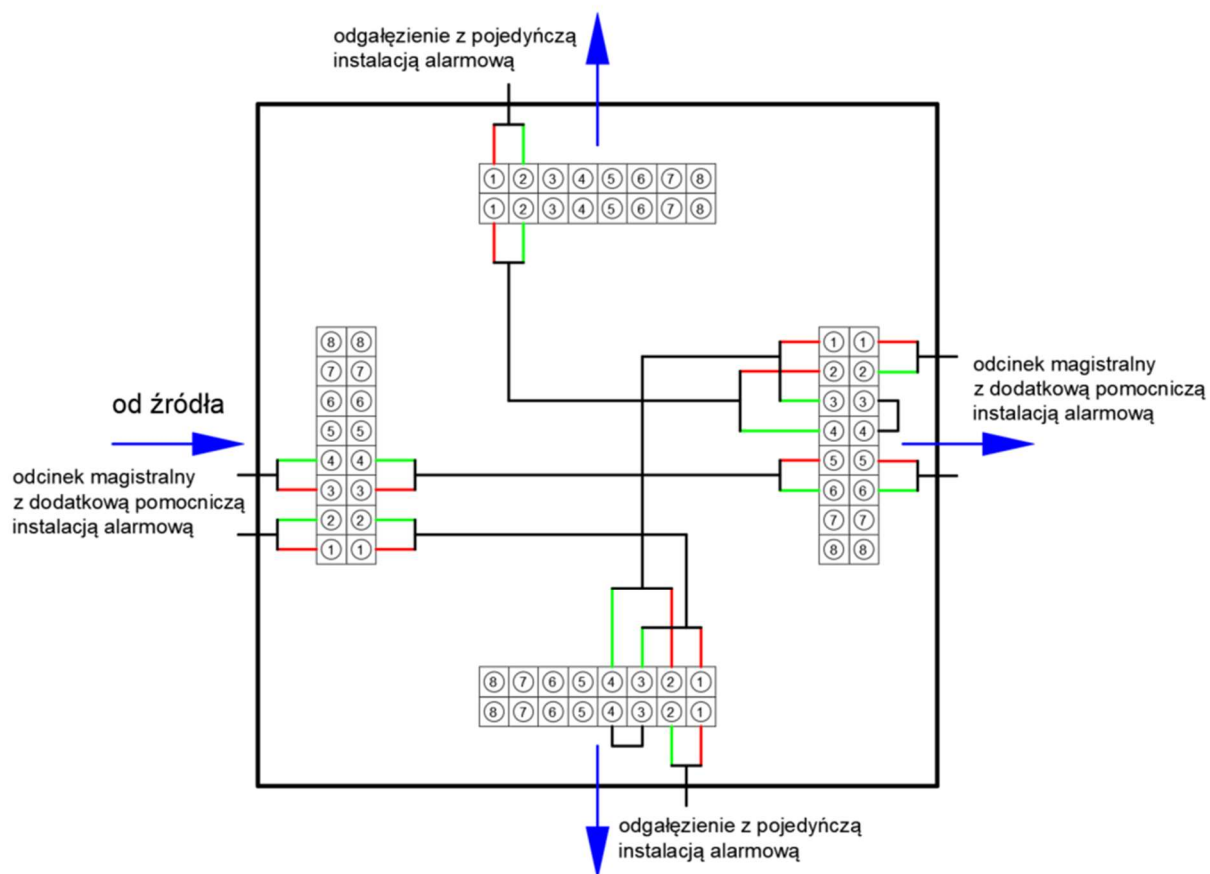 odgałęzienie z pojedyńczą
instalacją alarmową
① ② ③ ④ ⑤ ⑥ ⑦ ⑧
① ② ③ ④ ⑤ ⑥ ⑦ ⑧
od źródła
odcinek magistralny
z dodatkową pomocniczą
instalacją alarmową
⑧ ⑧
⑦ ⑦
⑥ ⑥
⑤ ⑤
④ ④
③ ③
② ②
① ①
① ①
② ②
③ ③
④ ④
⑤ ⑤
⑥ ⑥
⑦ ⑦
⑧ ⑧
odcinek magistralny
z dodatkową pomocniczą
instalacją alarmową
⑧ ⑦ ⑥ ⑤ ④ ③ ② ①
⑧ ⑦ ⑥ ⑤ ④ ③ ② ①
odgałęzienie z pojedyńczą
instalacją alarmową